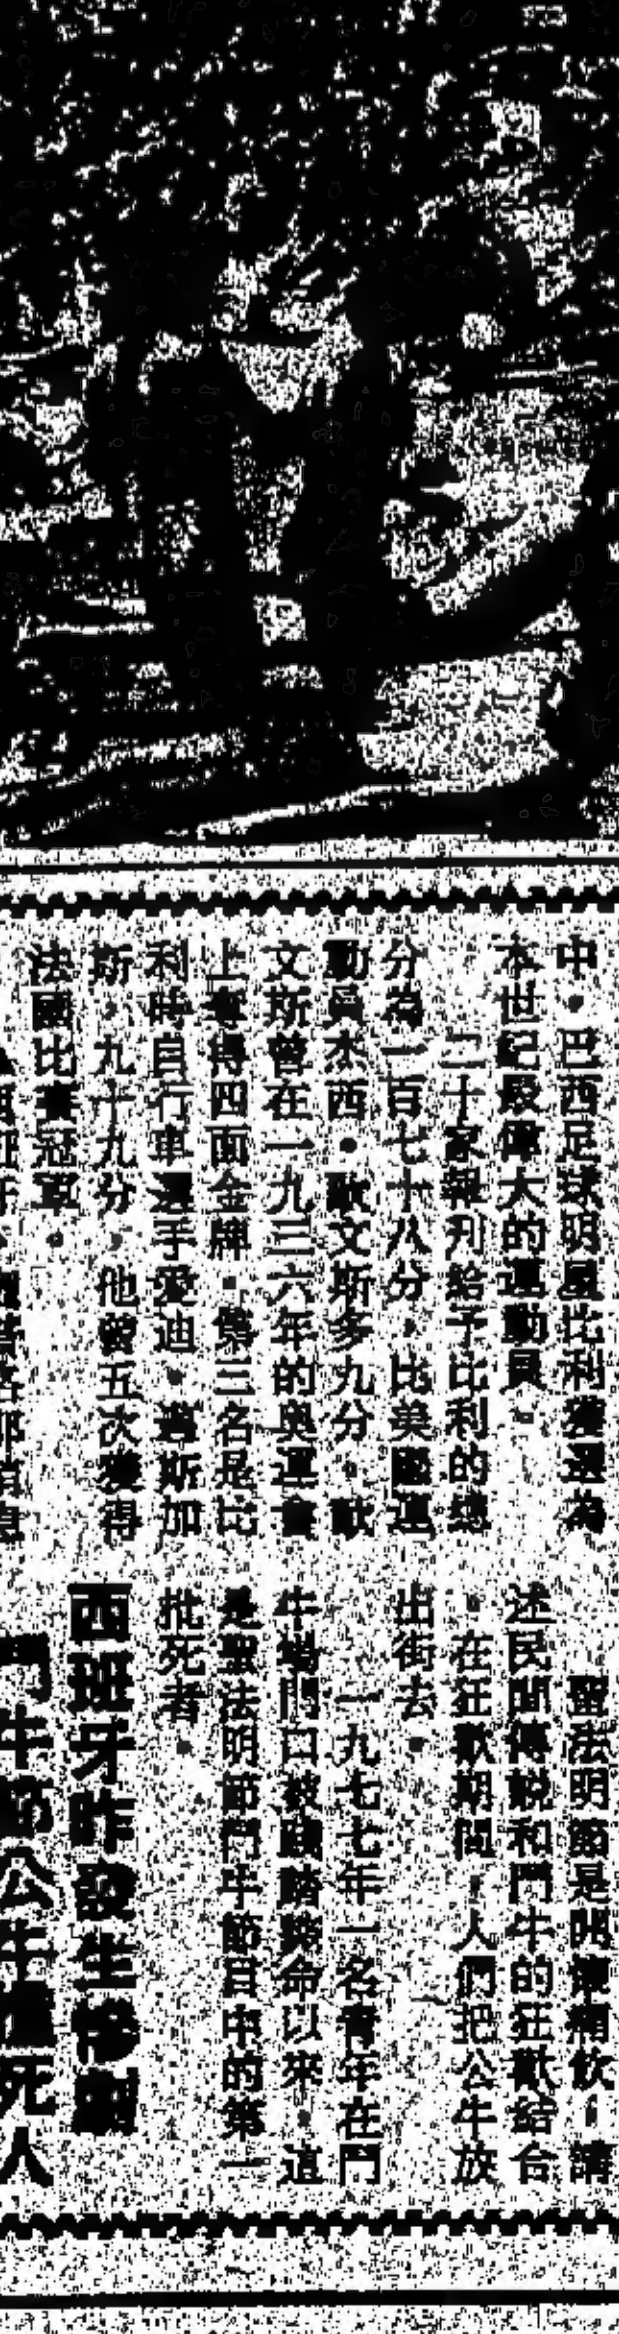 中，巴西足球明星比利獲選為
本世紀最偉大的運動員。
二十家報刊給予比利的總
分為一百七十八分，比美國運
動員杰西·歐文斯多九分。歐
文斯曾在一九三六年的奧運會
上奪得四面金牌。第三名是比
利時自行車選手愛迪·邁斯加
斯，九十九分，他曾五次獲得
法國比賽冠軍。
聖法明節是 飲、講
述民間傳說和鬥牛的狂歡結合
。在狂歡期間，人們把公牛放
出街去。
一九七七年一名青年在鬥
牛場門口被踐踏斃命以來，這
是聖法明節鬥牛節目中的第一
批死者。
西班牙昨發生慘劇
鬥牛節公牛 死人